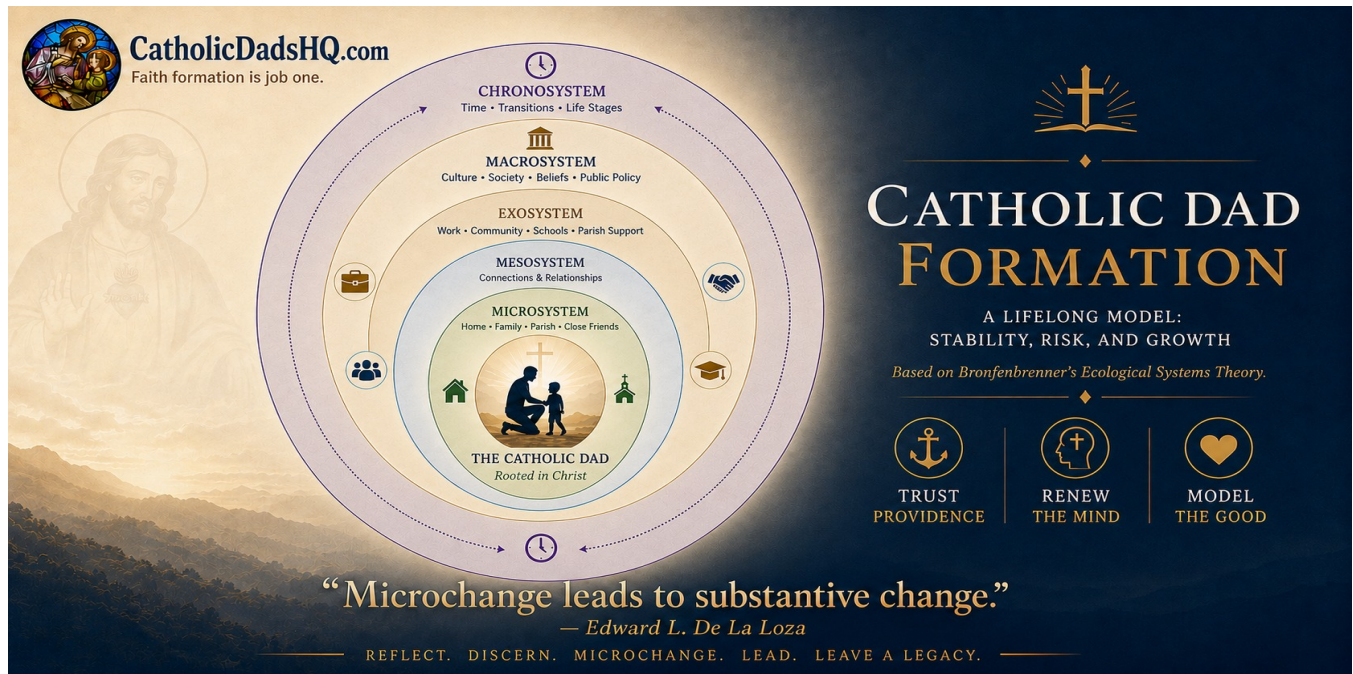 CatholicDadsHQ.com
Faith formation is job one.
CHRONOSYSTEM
Time • Transitions • Life Stages
MACROSYSTEM
Culture • Society • Beliefs • Public Policy
EXOSYSTEM
Work • Community • Schools • Parish Support
MESOSYSTEM
Connections & Relationships
MICROSYSTEM
Home • Family • Parish • Close Friends
THE CATHOLIC DAD
Rooted in Christ
CATHOLIC DAD
FORMATION
A LIFELONG MODEL:
STABILITY, RISK, AND GROWTH
Based on Bronfenbrenner's Ecological Systems Theory.
TRUST
PROVIDENCE
RENEW
THE MIND
MODEL
THE GOOD
“Microchange leads to substantive change.”
— Edward L. De La Loza
REFLECT. DISCERN. MICROCHANGE. LEAD. LEAVE A LEGACY.